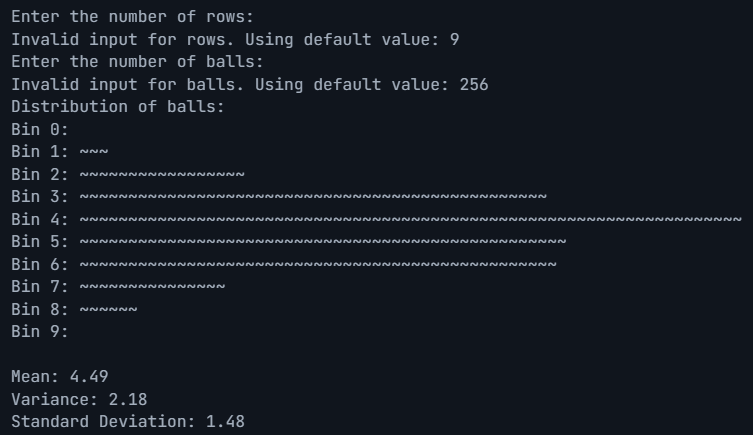 Enter the number of rows:
Invalid input for rows. Using default value: 9
Enter the number of balls:
Invalid input for balls. Using default value: 256
Distribution of balls:
Bin 0:
Bin 1: ~~~
Bin 2: ~~~~~~~~~~~~~~~~~
Bin 3: ~~~~~~~~~~~~~~~~~~~~~~~~~~~~~~~~~~~~~~~~~~~~~~~~
Bin 4: ~~~~~~~~~~~~~~~~~~~~~~~~~~~~~~~~~~~~~~~~~~~~~~~~~~~~~~~~~~~~~~~~~~~~
Bin 5: ~~~~~~~~~~~~~~~~~~~~~~~~~~~~~~~~~~~~~~~~~~~~~~~~~~
Bin 6: ~~~~~~~~~~~~~~~~~~~~~~~~~~~~~~~~~~~~~~~~~~~~~~~~~
Bin 7: ~~~~~~~~~~~~~~~
Bin 8: ~~~~~~
Bin 9:

Mean: 4.49
Variance: 2.18
Standard Deviation: 1.48